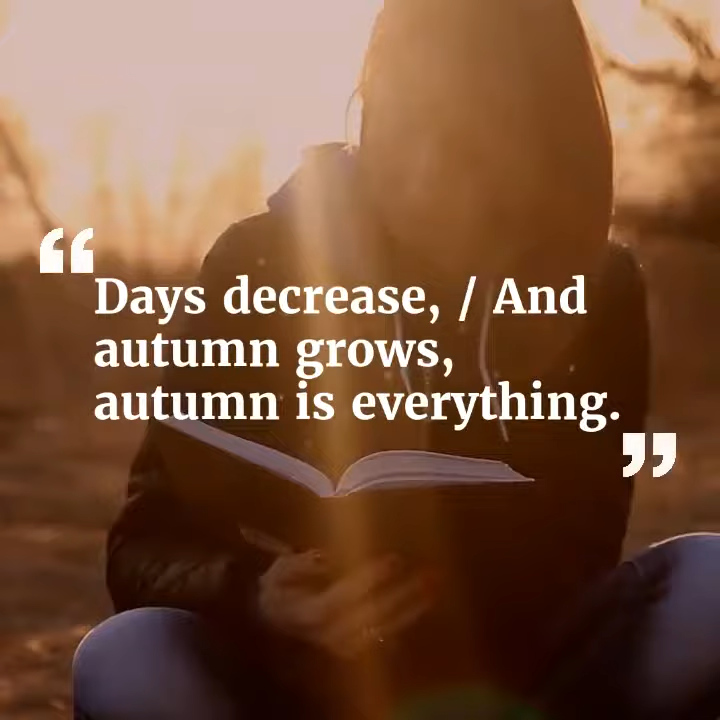 “Days decrease, / And
autumn grows,
autumn is everything.”